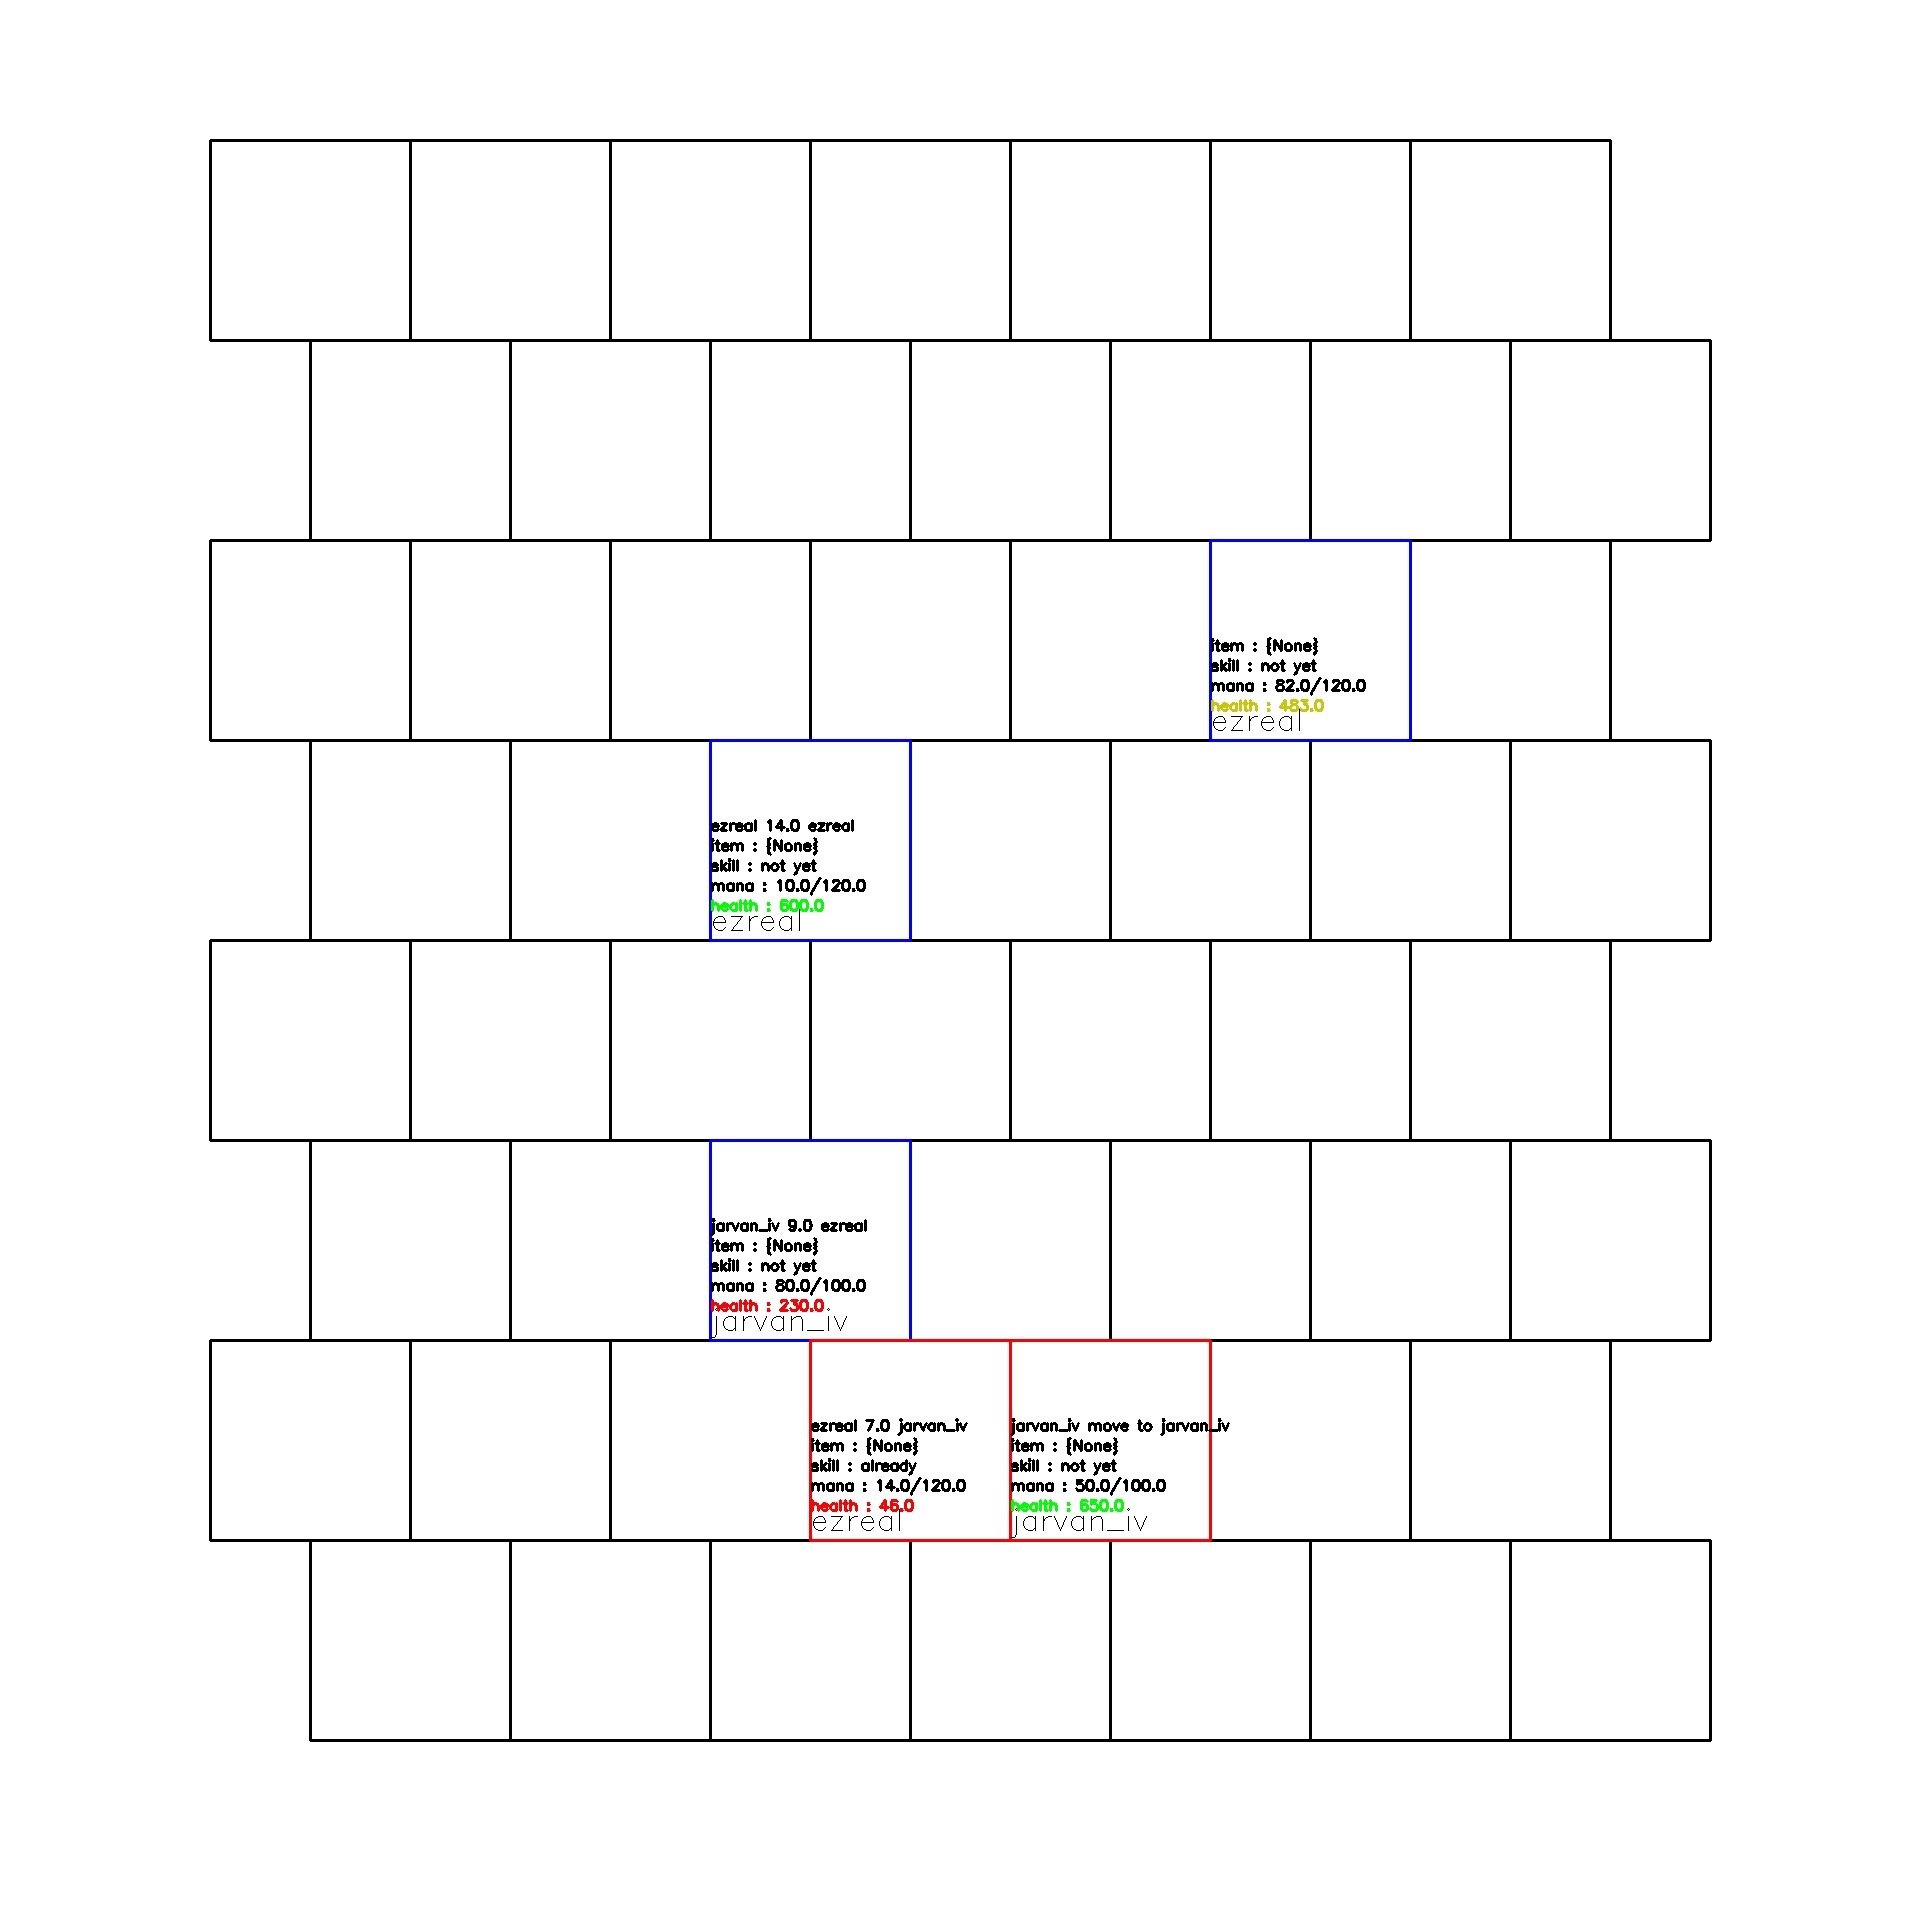 item : {None}
skill : not yet
mana : 82.0/120.0
health : 483.0
ezreal
ezreal 14.0 ezreal
item : {None}
skill : not yet
mana : 10.0/120.0
health : 600.0
ezreal
jarvan_iv 9.0 ezreal
item : {None}
skill : not yet
mana : 80.0/100.0
health : 230.0
jarvan_iv
ezreal 7.0 jarvan_iv
item : {None}
skill : already
mana : 14.0/120.0
health : 46.0
ezreal
jarvan_iv move to jarvan_iv
item : {None}
skill : not yet
mana : 50.0/100.0
health : 650.0
jarvan_iv